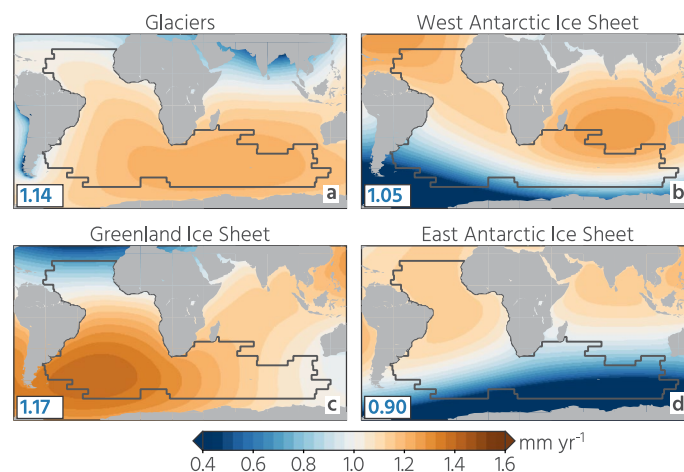 Glaciers
West Antarctic Ice Sheet
1.14
a
1.05
b
Greenland Ice Sheet
East Antarctic Ice Sheet
1.17
c
0.90
d
mm yr⁻¹
0.4 0.6 0.8 1.0 1.2 1.4 1.6